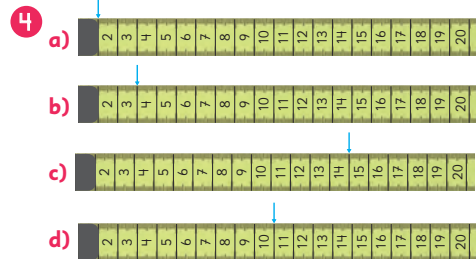 4
a) 2 3 4 5 6 7 8 9 10 11 12 13 14 15 16 17 18 19 20
b) 2 3 4 5 6 7 8 9 10 11 12 13 14 15 16 17 18 19 20
c) 2 3 4 5 6 7 8 9 10 11 12 13 14 15 16 17 18 19 20
d) 2 3 4 5 6 7 8 9 10 11 12 13 14 15 16 17 18 19 20